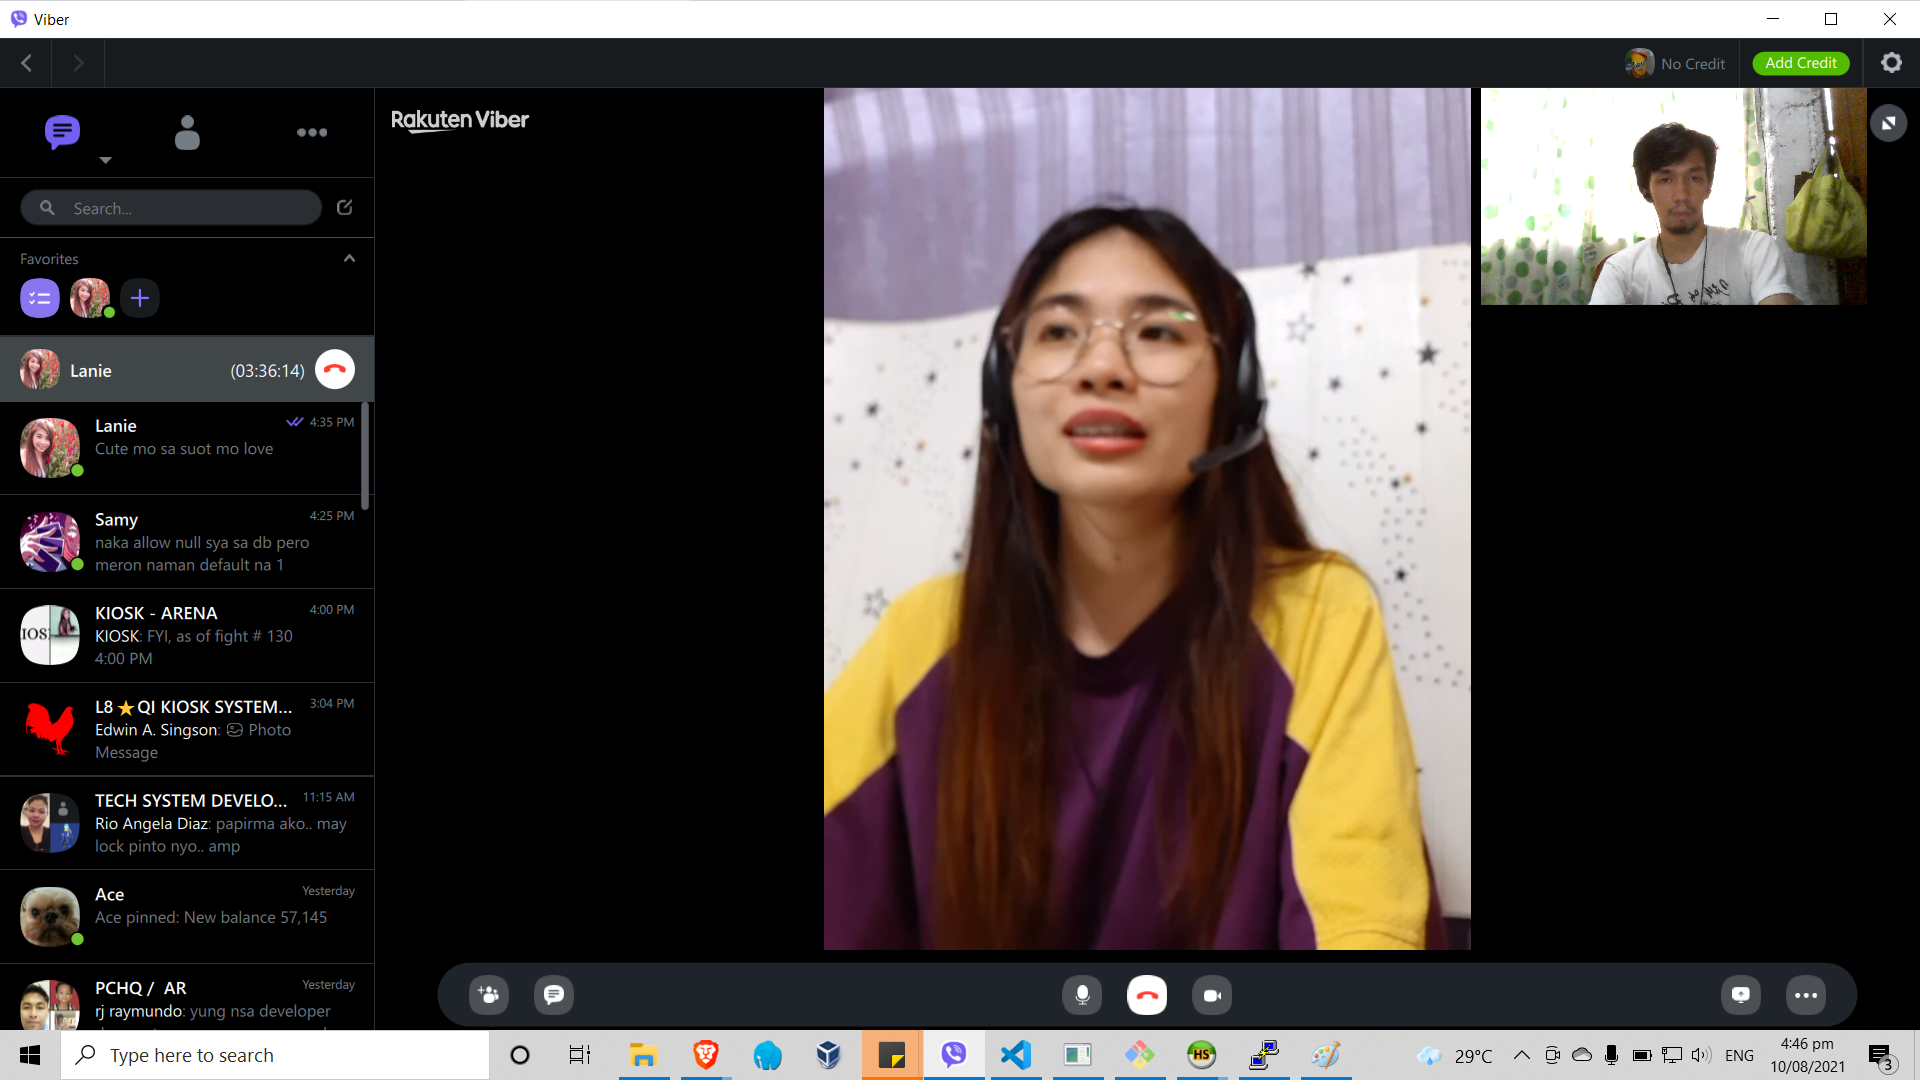 Viber
No Credit
Add Credit
Rakuten Viber
Search...
Favorites
Lanie
(03:36:14)
Lanie
4:35 PM
Cute mo sa suot mo love
Samy
4:25 PM
naka allow null sya sa db pero
meron naman default na 1
KIOSK - ARENA
4:00 PM
KIOSK: FYI, as of fight # 130
4:00 PM
L8 ⭐ QI KIOSK SYSTEM...
3:04 PM
Edwin A. Singson: Photo
Message
TECH SYSTEM DEVELO...
11:15 AM
Rio Angela Diaz: papirma ako.. may
lock pinto nyo.. amp
Ace
Yesterday
Ace pinned: New balance 57,145
PCHQ / AR
Yesterday
rj raymundo: yung nsa developer
Type here to search
HS
29°C
ENG
4:46 pm
10/08/2021
3